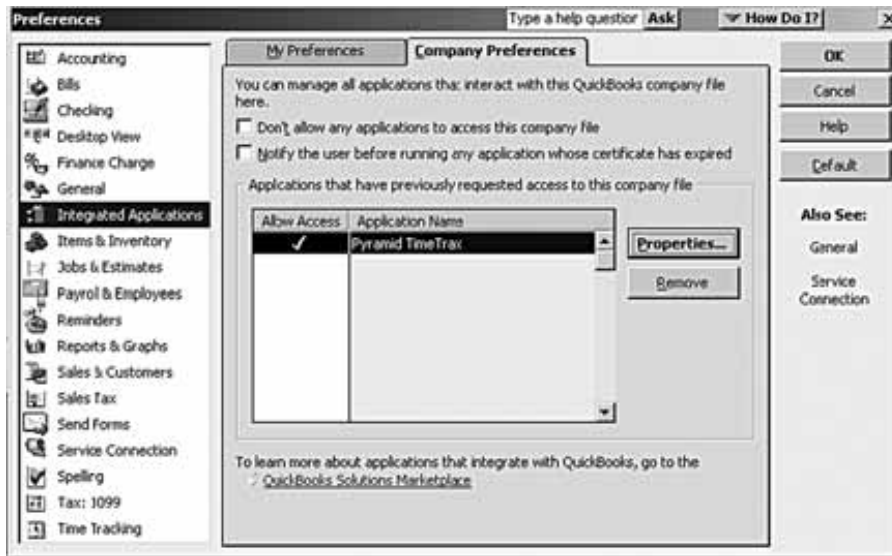 Preferences
Type a help questior Ask
How Do I?
Accounting
Bills
Checking
Desktop View
Finance Charge
General
Integrated Applications
Items & Inventory
Jobs & Estimates
Payrol & Employees
Reminders
Reports & Graphs
Sales & Customers
Sales Tax
Send Forms
Service Connection
Spelling
Tax: 1099
Time Tracking
My Preferences
Company Preferences
You can manage all applications that interact with this QuickBooks company file
here.
Don't allow any applications to access this company file
Notify the user before running any application whose certificate has expired
Applications that have previously requested access to this company file
Allow Access Application Name
Pyramid TimeTrax
Properties...
Remove
To learn more about applications that integrate with QuickBooks, go to the
QuickBooks Solutions Marketplace
OK
Cancel
Help
Default
Also See:
General
Service
Connection